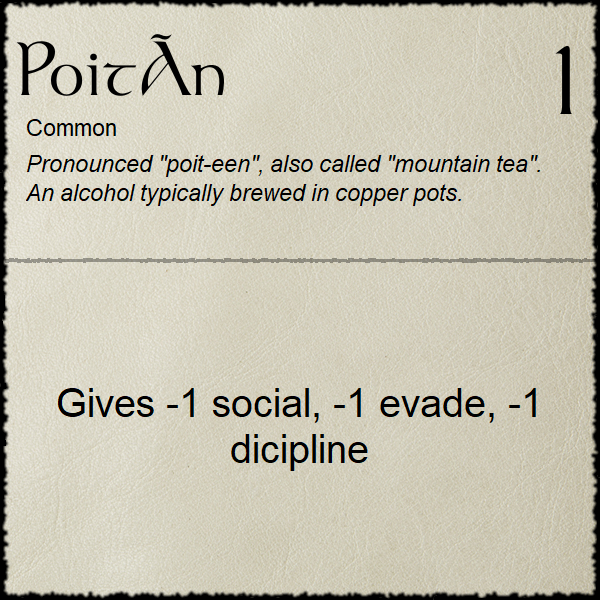 PoitÃn
1
Common
Pronounced "poit-een", also called "mountain tea".
An alcohol typically brewed in copper pots.
Gives -1 social, -1 evade, -1
dicipline